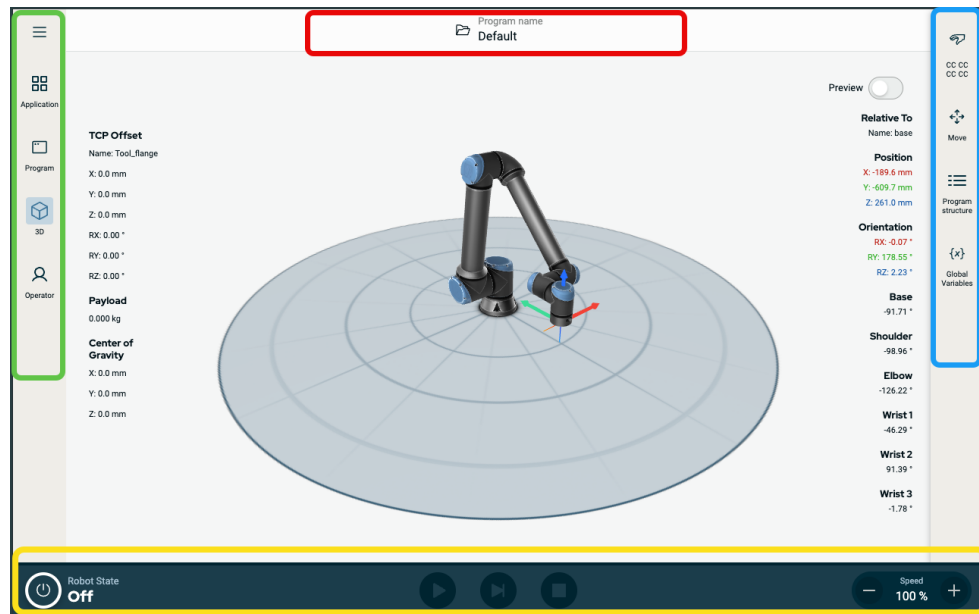 Program name
Default
Application
Program
3D
Operator
TCP Offset
Name: Tool_flange
X: 0.0 mm
Y: 0.0 mm
Z: 0.0 mm
RX: 0.00 °
RY: 0.00 °
RZ: 0.00 °
Payload
0.000 kg
Center of
Gravity
X: 0.0 mm
Y: 0.0 mm
Z: 0.0 mm
Preview
Relative To
Name: base
Position
X: -189.6 mm
Y: -609.7 mm
Z: 261.0 mm
Orientation
RX: -0.07 °
RY: 178.55 °
RZ: 2.23 °
Base
-91.71 °
Shoulder
-98.96 °
Elbow
-126.22 °
Wrist 1
-46.29 °
Wrist 2
91.39 °
Wrist 3
-1.78 °
CC CC
CC CC
Move
Program
structure
{x}
Global
Variables
Robot State
Off
Speed
100 %